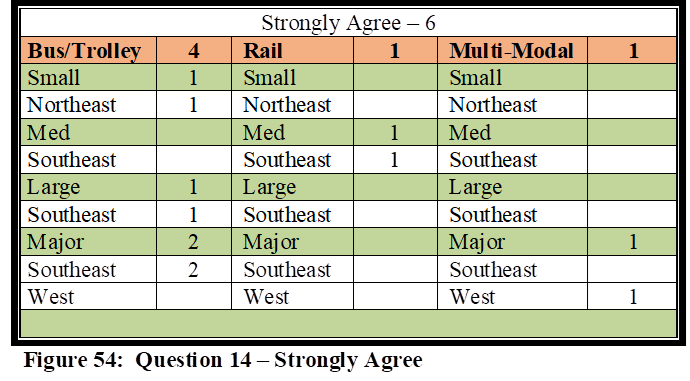 Strongly Agree – 6
Bus/Trolley 4 Rail 1 Multi-Modal 1
Small 1 Small Small
Northeast 1 Northeast Northeast
Med Med 1 Med
Southeast Southeast 1 Southeast
Large 1 Large Large
Southeast 1 Southeast Southeast
Major 2 Major Major 1
Southeast 2 Southeast Southeast
West West West 1
Figure 54: Question 14 – Strongly Agree